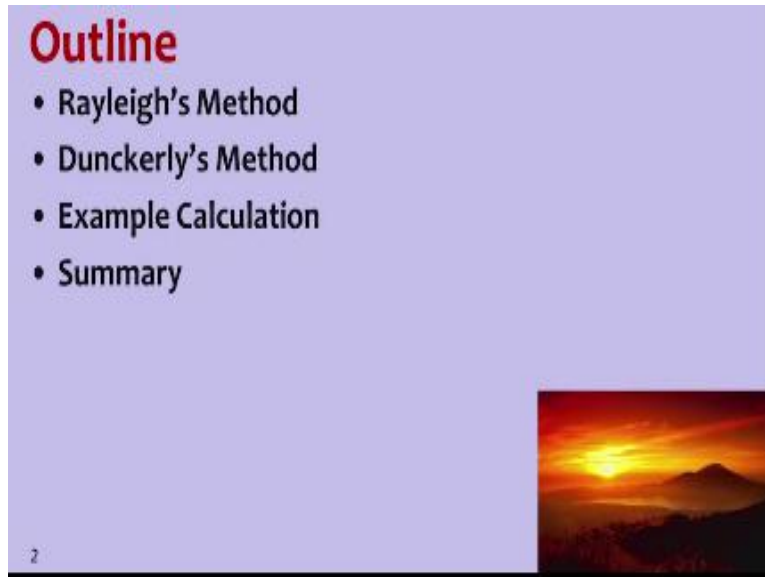 Outline
• Rayleigh's Method
• Dunckerly's Method
• Example Calculation
• Summary
2